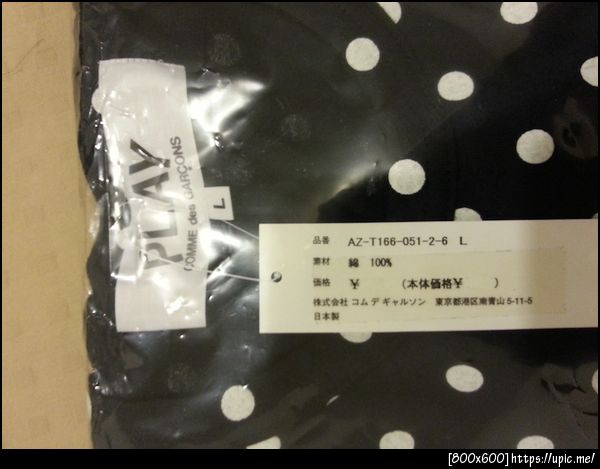 PLAY
COMME des GARÇONS
L
品番 AZ-T166-051-2-6 L
素材 綿 100%
価格 ¥ (本体価格¥ )
株式会社 コム デ ギャルソン 東京都港区南青山 5-11-5
日本製
[800x600]https://upic.me/